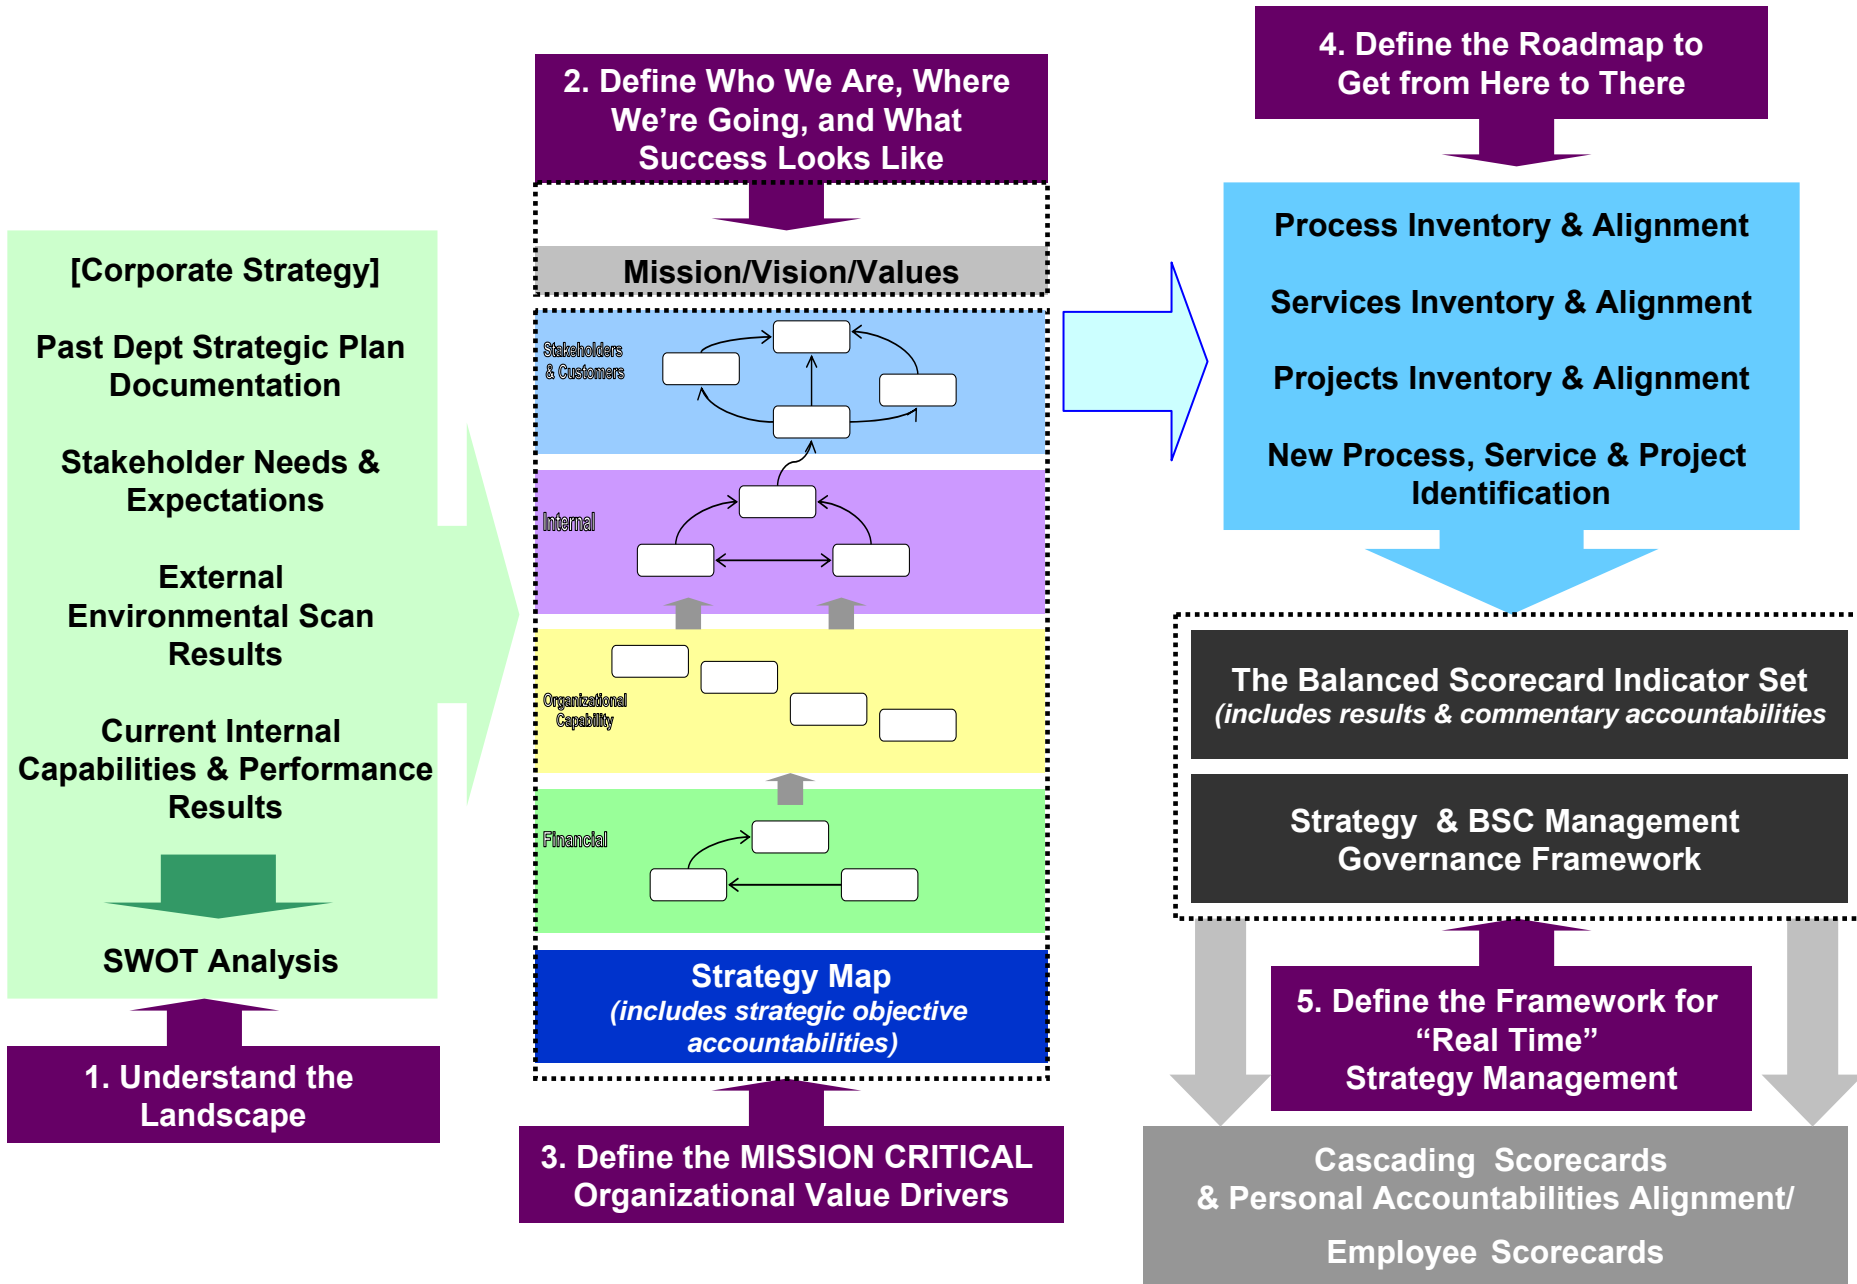 4. Define the Roadmap to
Get from Here to There
2. Define Who We Are, Where
We’re Going, and What
Success Looks Like
Mission/Vision/Values
[Corporate Strategy]
Past Dept Strategic Plan
Documentation
Stakeholder Needs &
Expectations
External
Environmental Scan
Results
Current Internal
Capabilities & Performance
Results
SWOT Analysis
1. Understand the
Landscape
Stakeholders
& Customers
Internal
Organizational
Capability
Financial
Strategy Map
(includes strategic objective
accountabilities)
3. Define the MISSION CRITICAL
Organizational Value Drivers
Process Inventory & Alignment
Services Inventory & Alignment
Projects Inventory & Alignment
New Process, Service & Project
Identification
The Balanced Scorecard Indicator Set
(includes results & commentary accountabilities
Strategy & BSC Management
Governance Framework
5. Define the Framework for
“Real Time”
Strategy Management
Cascading Scorecards
& Personal Accountabilities Alignment/
Employee Scorecards